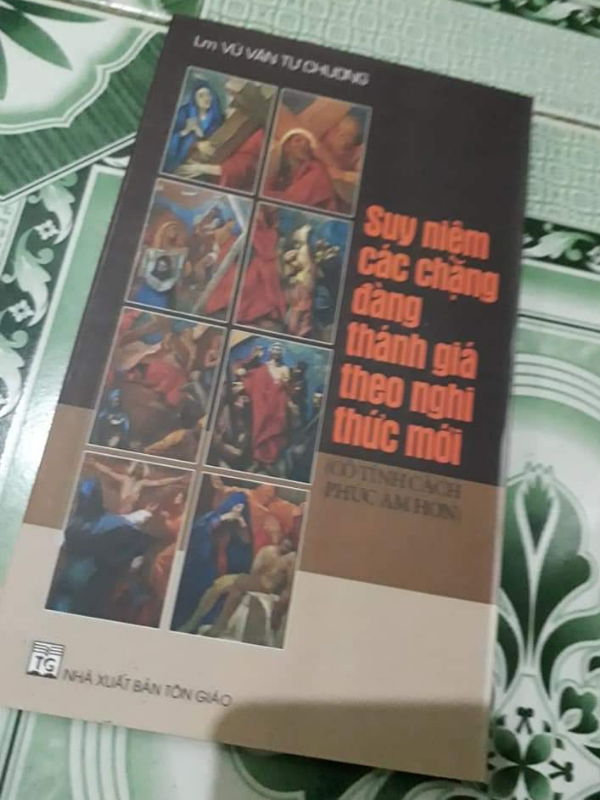 Lm VŨ VĂN TỰ CHƯƠNG
Suy niệm
các chặng
đàng
thánh giá
theo nghi
thức mới
(CÓ TÍNH CÁCH
PHÚC ÂM HƠN)
TG
NHÀ XUẤT BẢN TÔN GIÁO